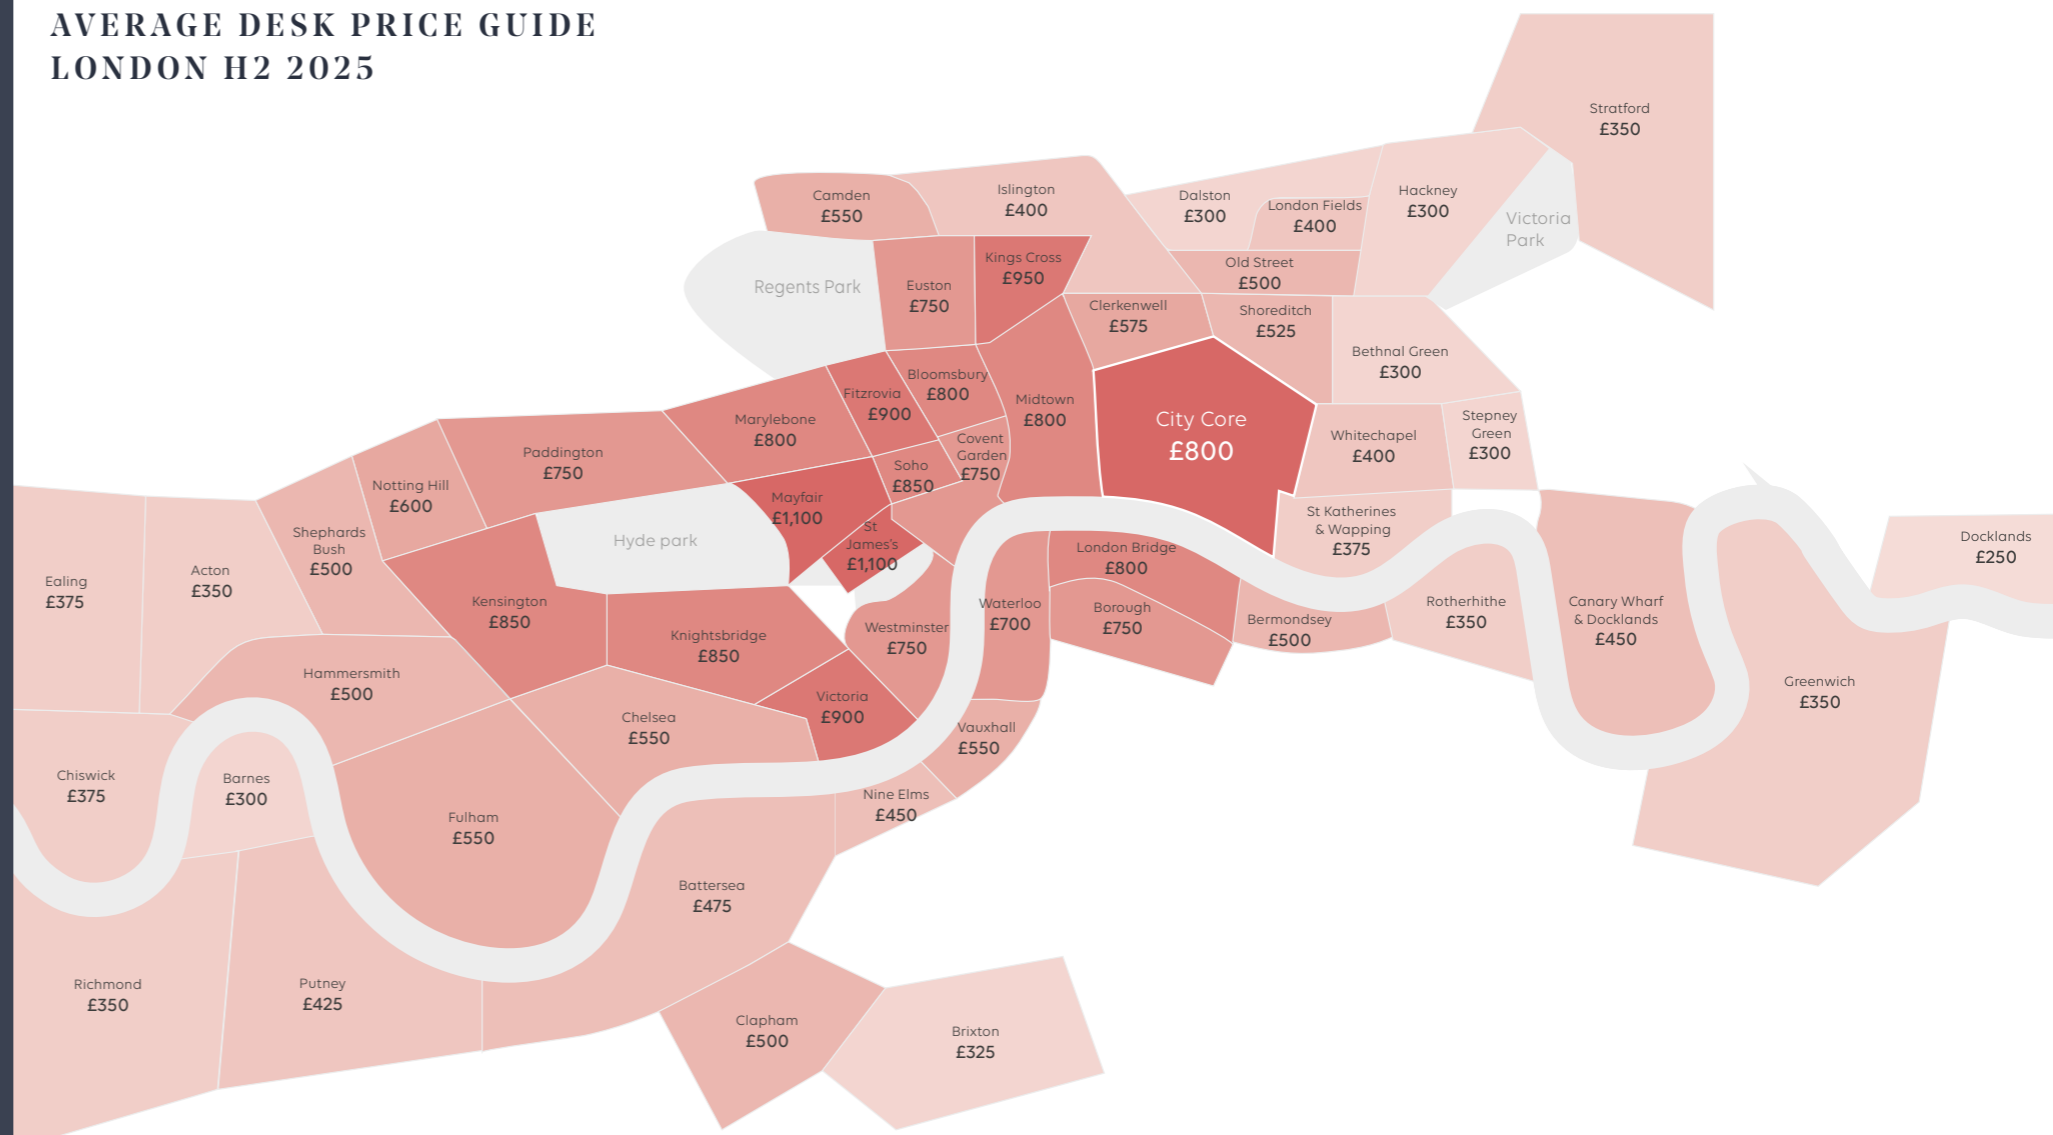 AVERAGE DESK PRICE GUIDE
LONDON H2 2025
Stratford
£350
Camden
£550
Islington
£400
Dalston
£300
London Fields
£400
Hackney
£300
Victoria
Park
Regents Park
Euston
£750
Kings Cross
£950
Old Street
£500
Clerkenwell
£575
Shoreditch
£525
Bethnal Green
£300
Bloomsbury
£800
Fitzrovia
£900
Midtown
£800
City Core
£800
Marylebone
£800
Covent
Garden
£750
Whitechapel
£400
Stepney
Green
£300
Paddington
£750
Soho
£850
Notting Hill
£600
Mayfair
£1,100
St
James's
£1,100
St Katherines
& Wapping
£375
Shephards
Bush
£500
Hyde park
London Bridge
£800
Docklands
£250
Ealing
£375
Acton
£350
Kensington
£850
Knightsbridge
£850
Westminster
£750
Waterloo
£700
Borough
£750
Bermondsey
£500
Rotherhithe
£350
Canary Wharf
& Docklands
£450
Greenwich
£350
Hammersmith
£500
Victoria
£900
Chelsea
£550
Vauxhall
£550
Chiswick
£375
Barnes
£300
Nine Elms
£450
Fulham
£550
Battersea
£475
Richmond
£350
Putney
£425
Clapham
£500
Brixton
£325